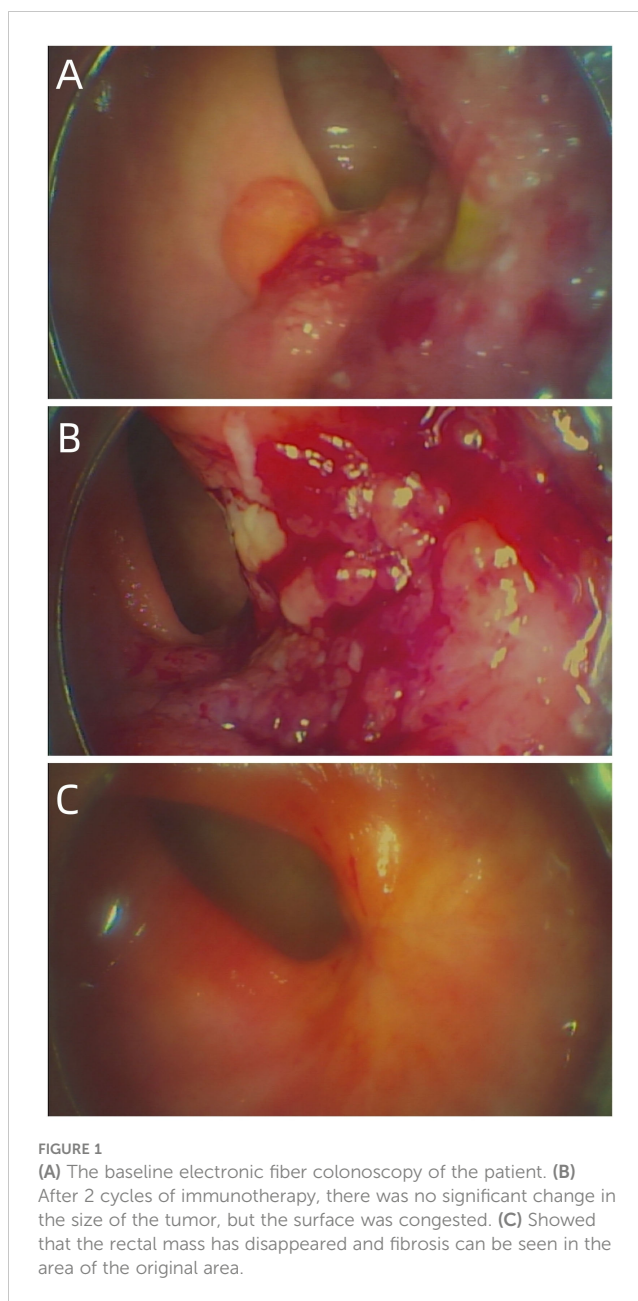 A
B
C
FIGURE 1
(A) The baseline electronic fiber colonoscopy of the patient. (B)
After 2 cycles of immunotherapy, there was no significant change in
the size of the tumor, but the surface was congested. (C) Showed
that the rectal mass has disappeared and fibrosis can be seen in the
area of the original area.